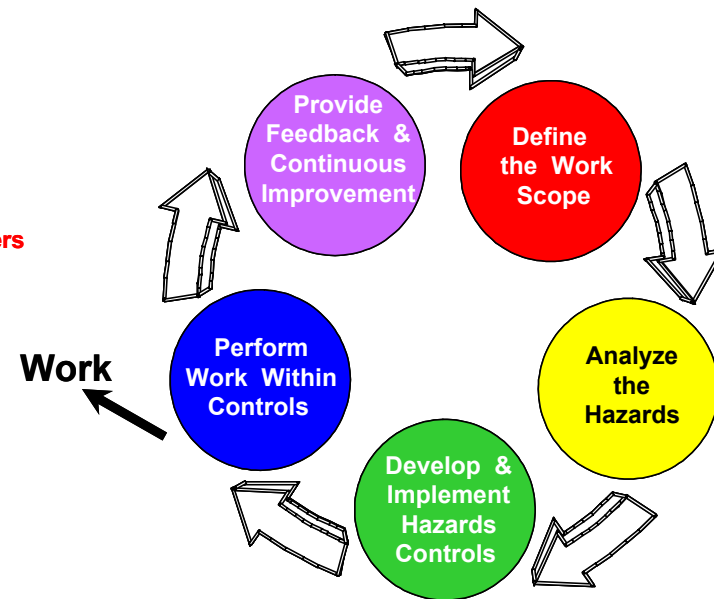 Provide
Feedback &
Continuous
Improvement
Define
the Work
Scope
ers
Work
Perform
Work Within
Controls
Analyze
the
Hazards
Develop &
Implement
Hazards
Controls